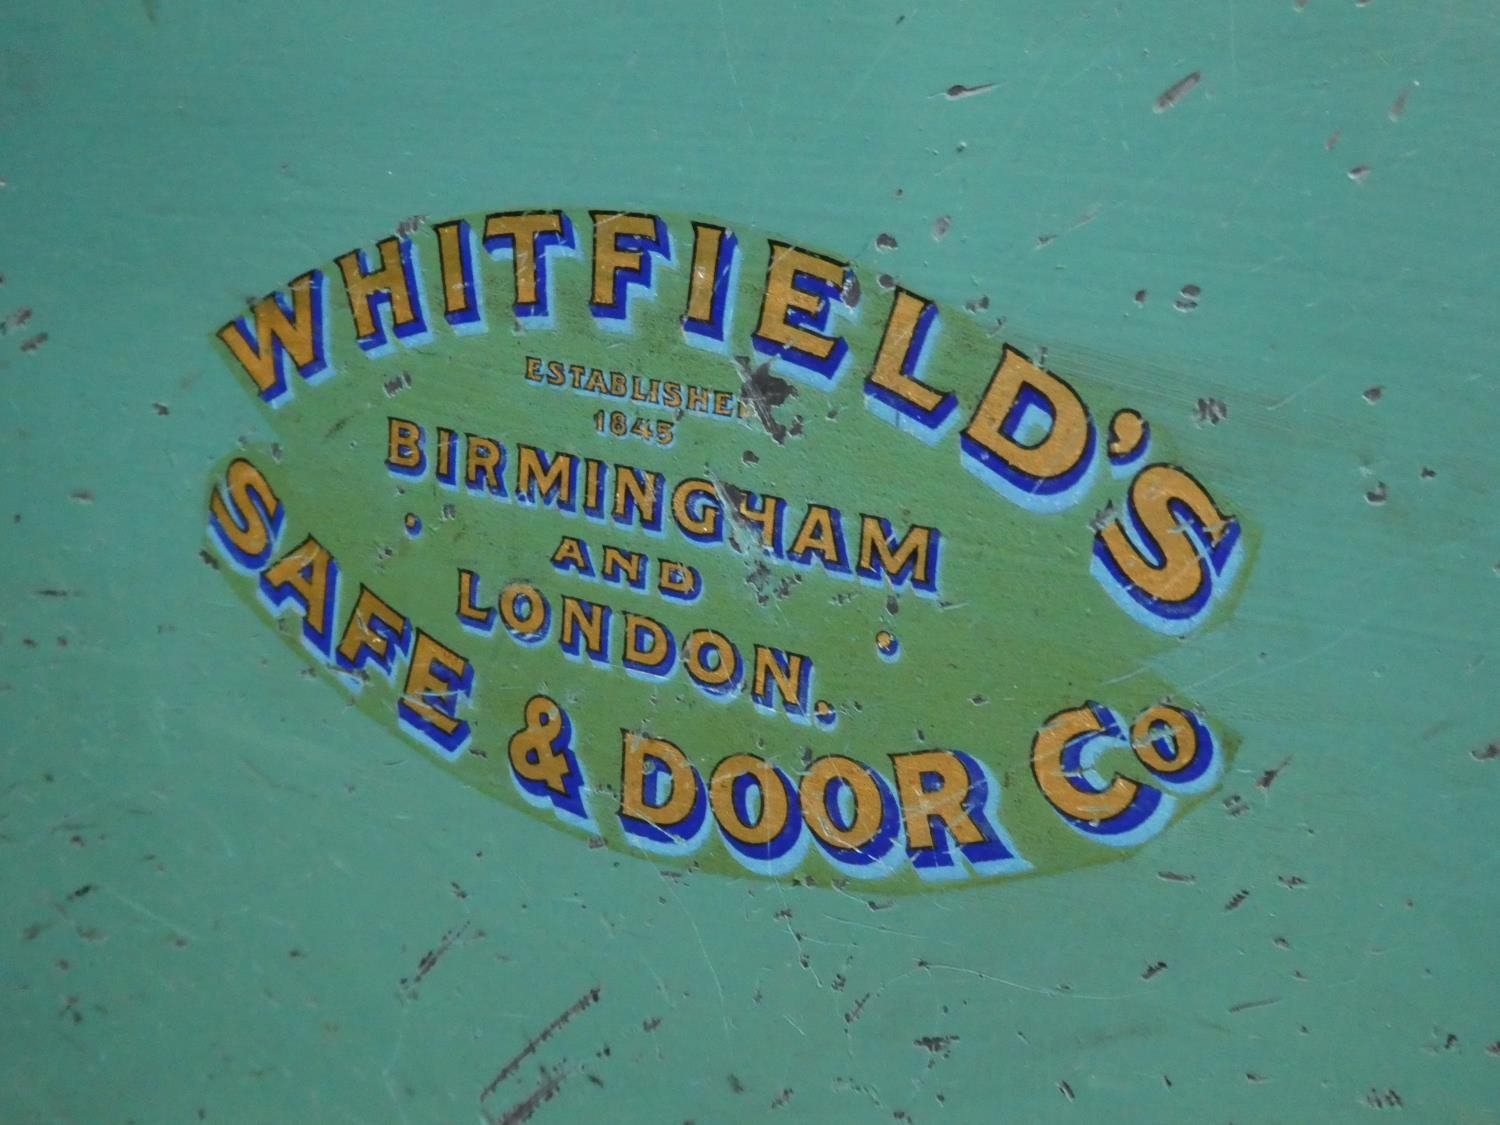 WHITFIELD'S
ESTABLISHED
1845
BIRMINGHAM
AND
LONDON.
SAFE & DOOR Co